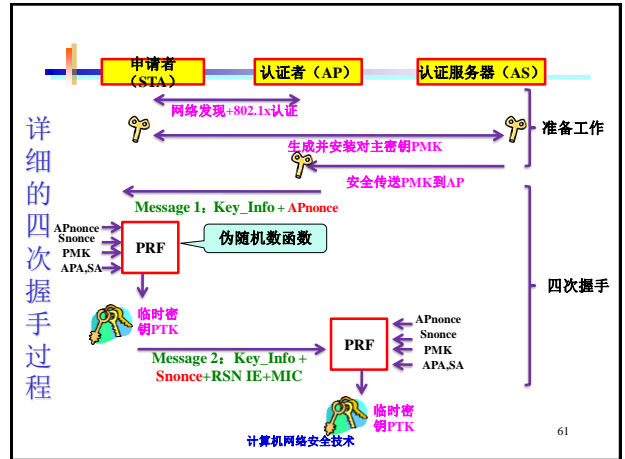 申请者
（STA）
认证者（AP）
认证服务器（AS）
网络发现+802.1x认证
生成并安装对主密钥PMK
安全传送PMK到AP
准备工作
详细的四次握手过程
Message 1：Key_Info + APnonce
APnonce
Snonce
PMK
APA,SA
PRF
伪随机数函数
四次握手
临时密
钥PTK
Message 2：Key_Info +
Snonce+RSN IE+MIC
PRF
APnonce
Snonce
PMK
APA,SA
临时密
钥PTK
计算机网络安全技术
61